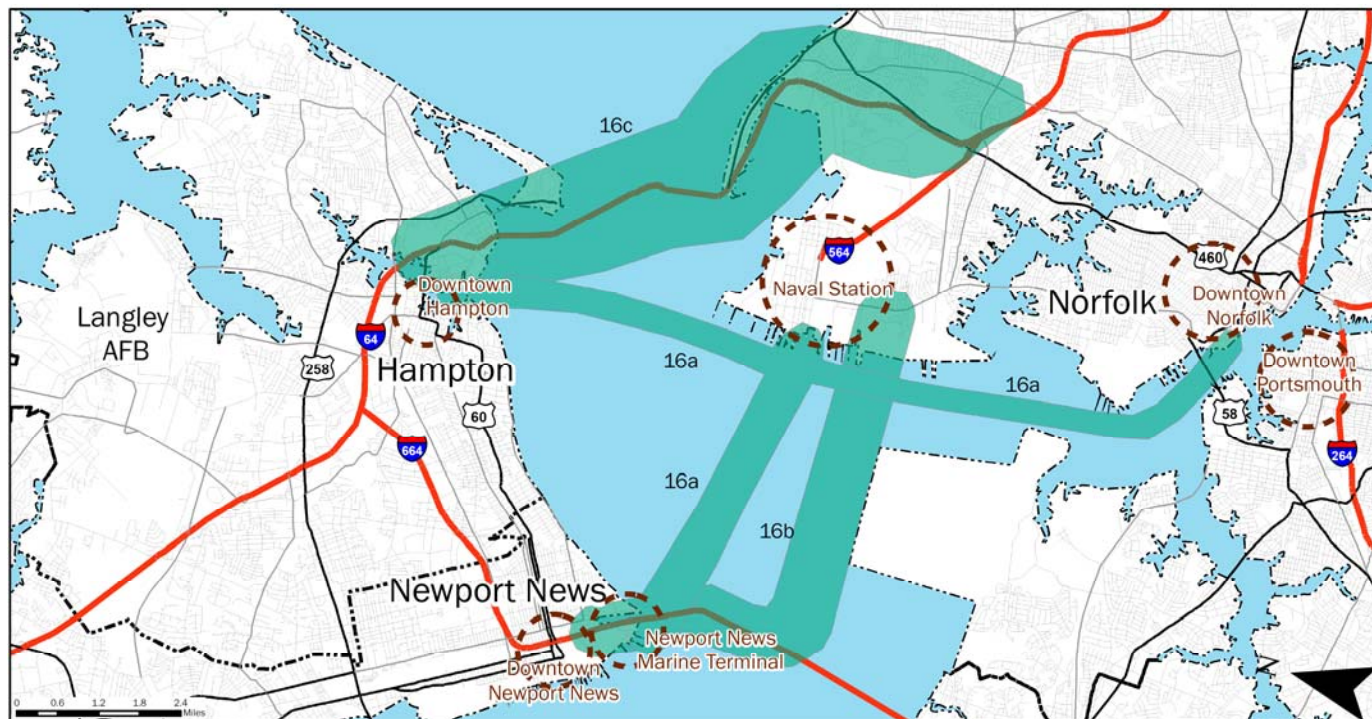 16c
564
Naval Station
460
Norfolk
Downtown
Norfolk
Downtown
Hampton
Langley
AFB
64
258
Hampton
60
16a
16a
Downtown
Portsmouth
58
664
264
16a
16b
Newport News
Newport News
Marine Terminal
Downtown
Newport News
0 0.6 1.2 1.8 2.4
Miles